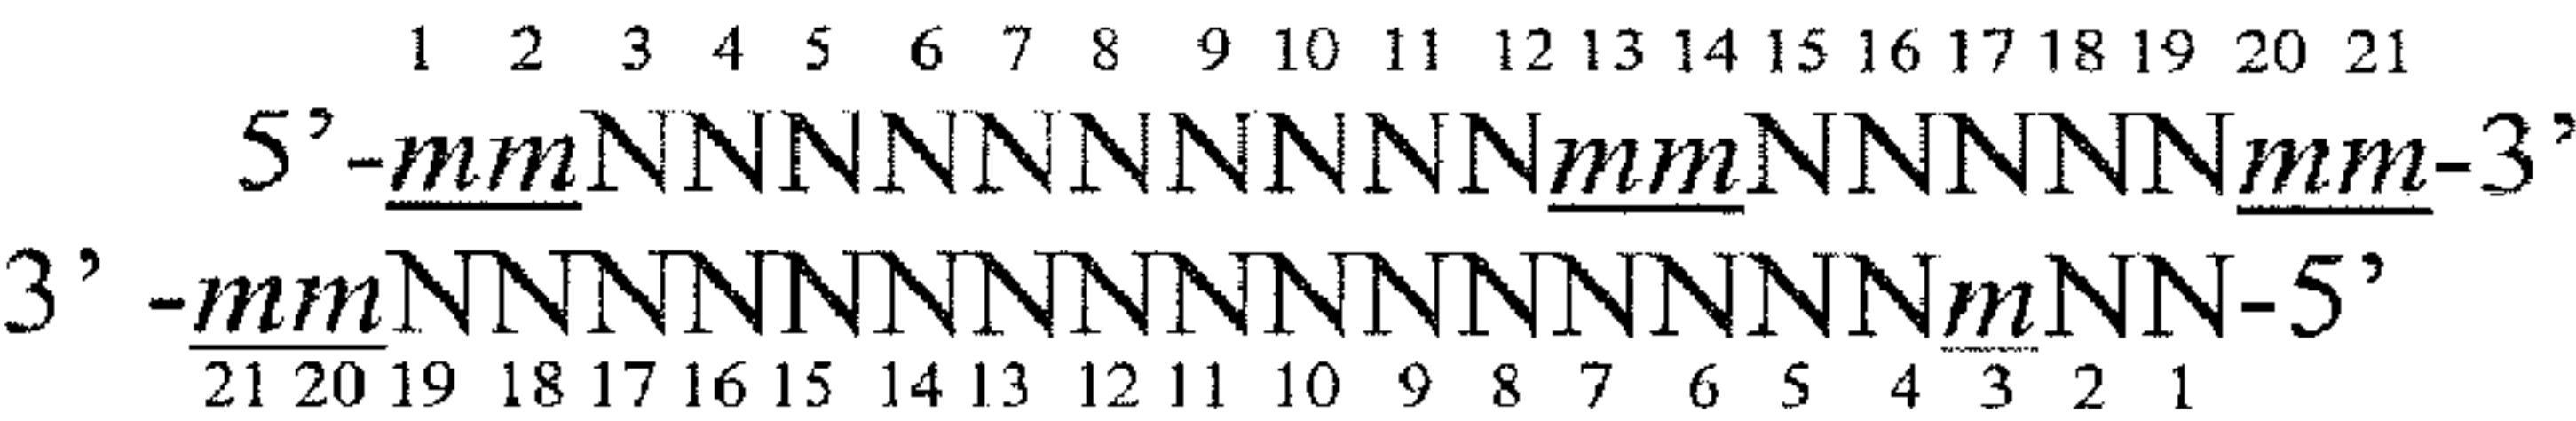 1 2 3 4 5 6 7 8 9 10 11 12 13 14 15 16 17 18 19 20 21
5’-mmNNNNNNNNNNmmNNNNNmm-3’
3’ -mmNNNNNNNNNNNNNNNNmNN-5’
21 20 19 18 17 16 15 14 13 12 11 10 9 8 7 6 5 4 3 2 1